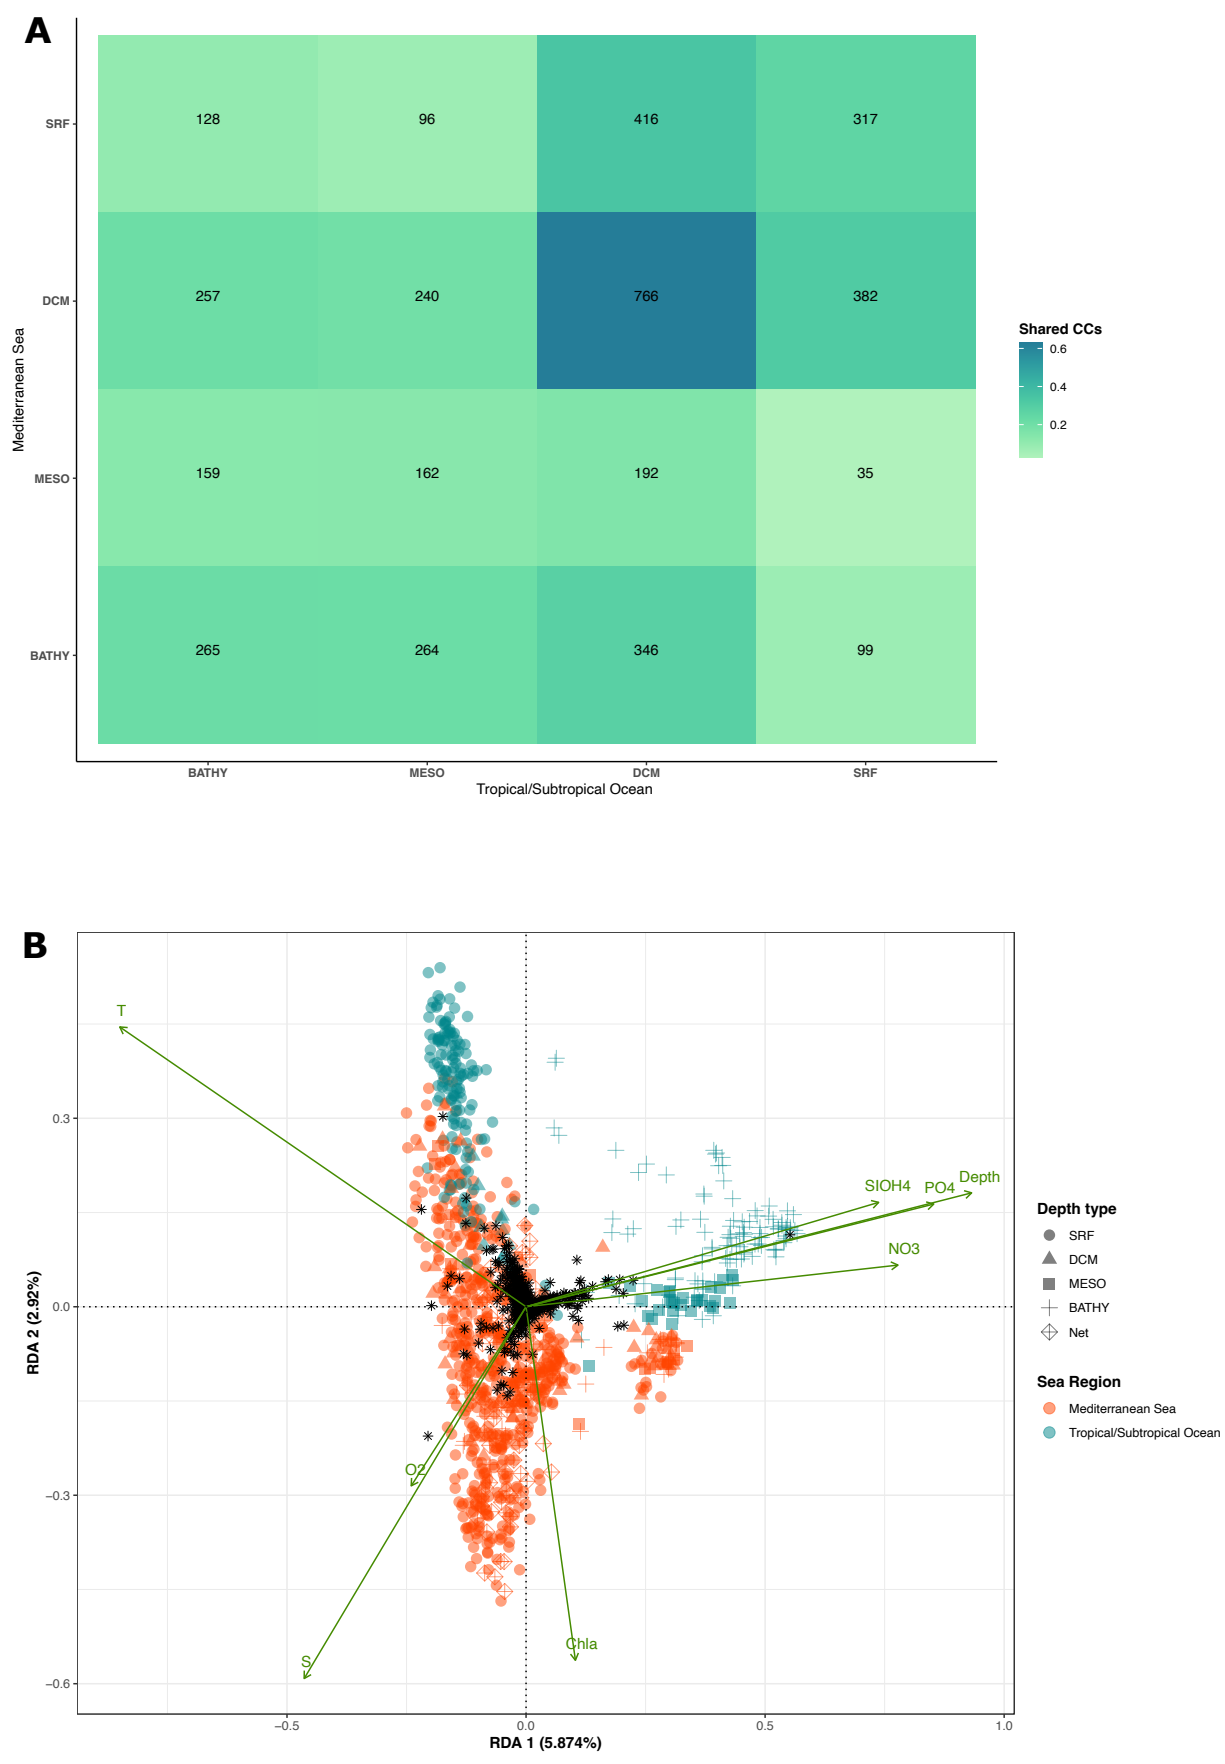 A
SRF
DCM
MESO
BATHY
Mediterranean Sea
128 96 416 317
257 240 766 382
159 162 192 35
265 264 346 99
BATHY MESO DCM SRF
Tropical/Subtropical Ocean
Shared CCs
0.6
0.4
0.2
B
T
SIOH4
PO4
Depth
NO3
O2
S
Chla
0.3
0.0
−0.3
−0.6
RDA 2 (2.92%)
−0.5 0.0 0.5 1.0
RDA 1 (5.874%)
Depth type
SRF
DCM
MESO
BATHY
Net
Sea Region
Mediterranean Sea
Tropical/Subtropical Ocean